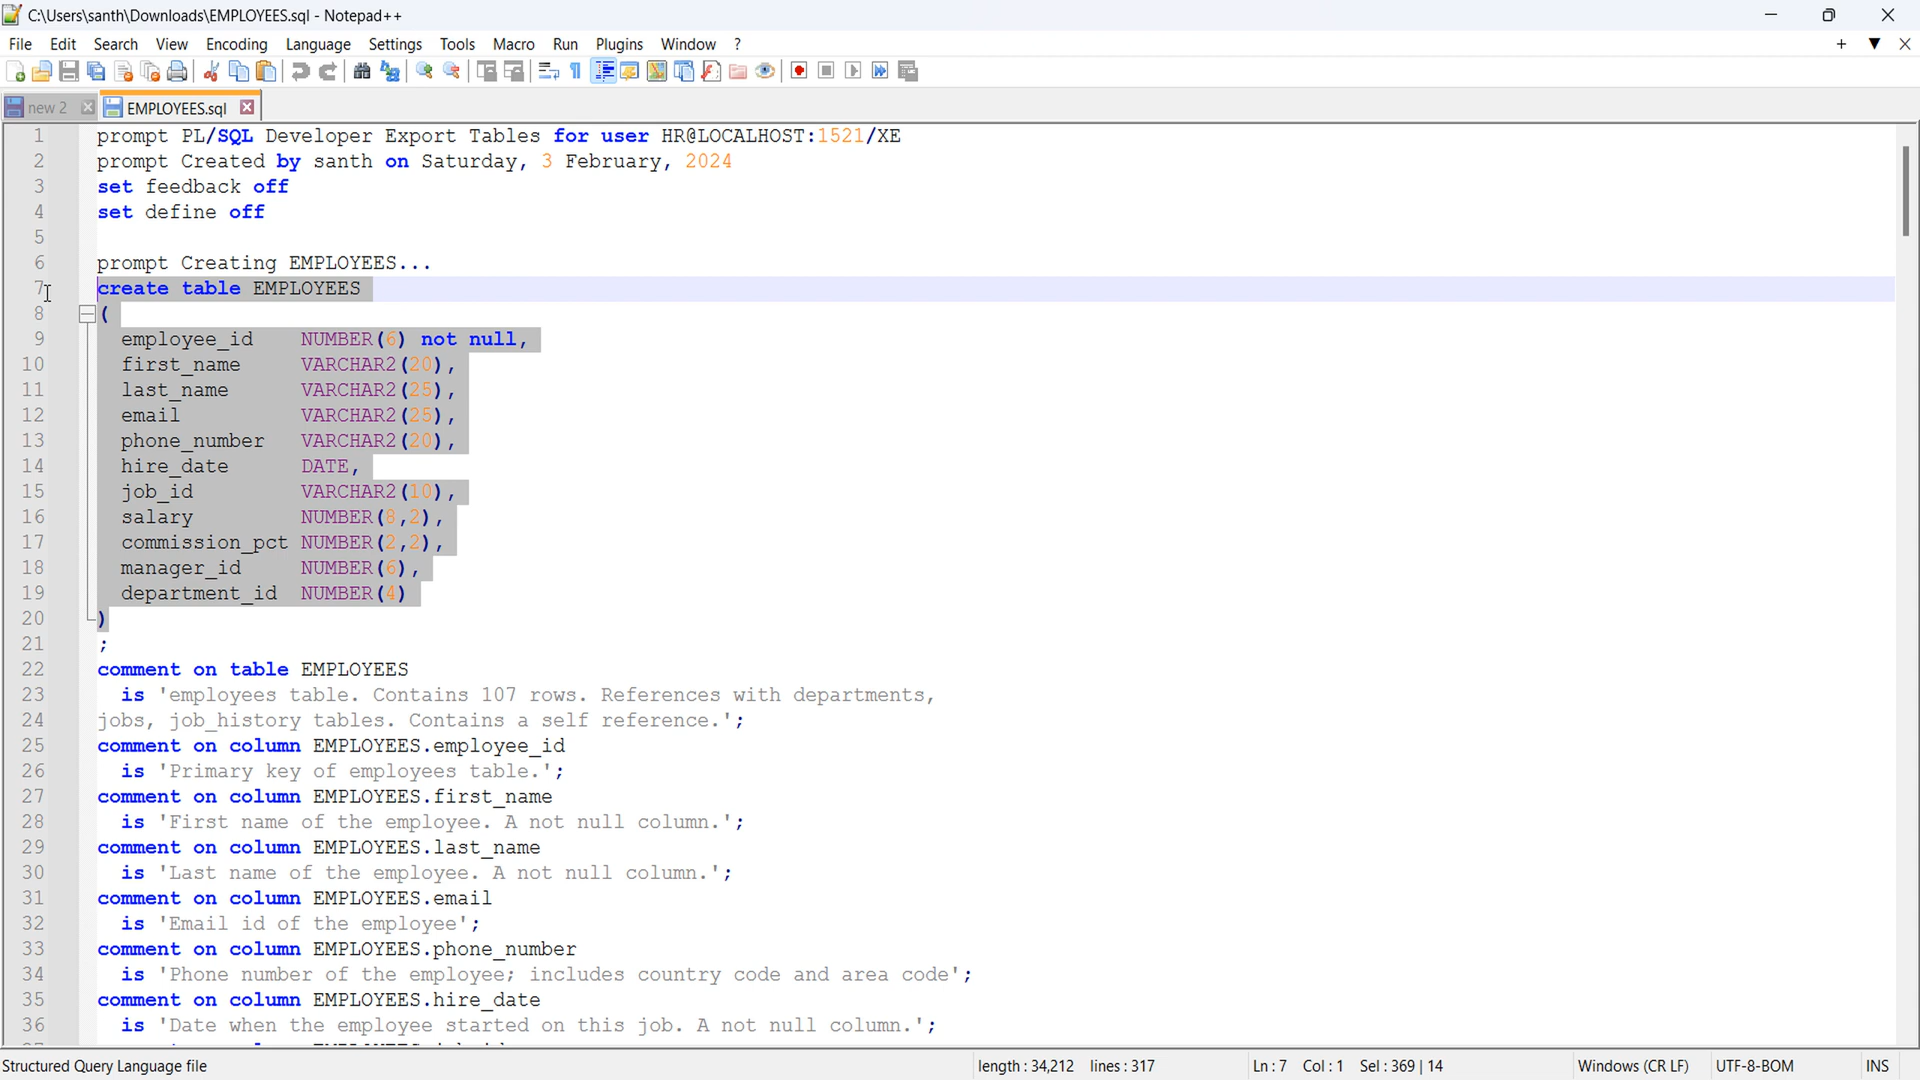 C:\Users\santh\Downloads\EMPLOYEES.sql - Notepad++
File Edit Search View Encoding Language Settings Tools Macro Run Plugins Window ?
new 2 EMPLOYEES.sql
1 prompt PL/SQL Developer Export Tables for user HR@LOCALHOST:1521/XE
2 prompt Created by santh on Saturday, 3 February, 2024
3 set feedback off
4 set define off
5
6 prompt Creating EMPLOYEES...
7 create table EMPLOYEES
8 (
9 employee_id NUMBER(6) not null,
10 first_name VARCHAR2(20),
11 last_name VARCHAR2(25),
12 email VARCHAR2(25),
13 phone_number VARCHAR2(20),
14 hire_date DATE,
15 job_id VARCHAR2(10),
16 salary NUMBER(8,2),
17 commission_pct NUMBER(2,2),
18 manager_id NUMBER(6),
19 department_id NUMBER(4)
20 )
21 ;
22 comment on table EMPLOYEES
23 is 'employees table. Contains 107 rows. References with departments,
24 jobs, job_history tables. Contains a self reference.';
25 comment on column EMPLOYEES.employee_id
26 is 'Primary key of employees table.';
27 comment on column EMPLOYEES.first_name
28 is 'First name of the employee. A not null column.';
29 comment on column EMPLOYEES.last_name
30 is 'Last name of the employee. A not null column.';
31 comment on column EMPLOYEES.email
32 is 'Email id of the employee';
33 comment on column EMPLOYEES.phone_number
34 is 'Phone number of the employee; includes country code and area code';
35 comment on column EMPLOYEES.hire_date
36 is 'Date when the employee started on this job. A not null column.';
Structured Query Language file length : 34,212 lines : 317 Ln : 7 Col : 1 Sel : 369 | 14 Windows (CR LF) UTF-8-BOM INS